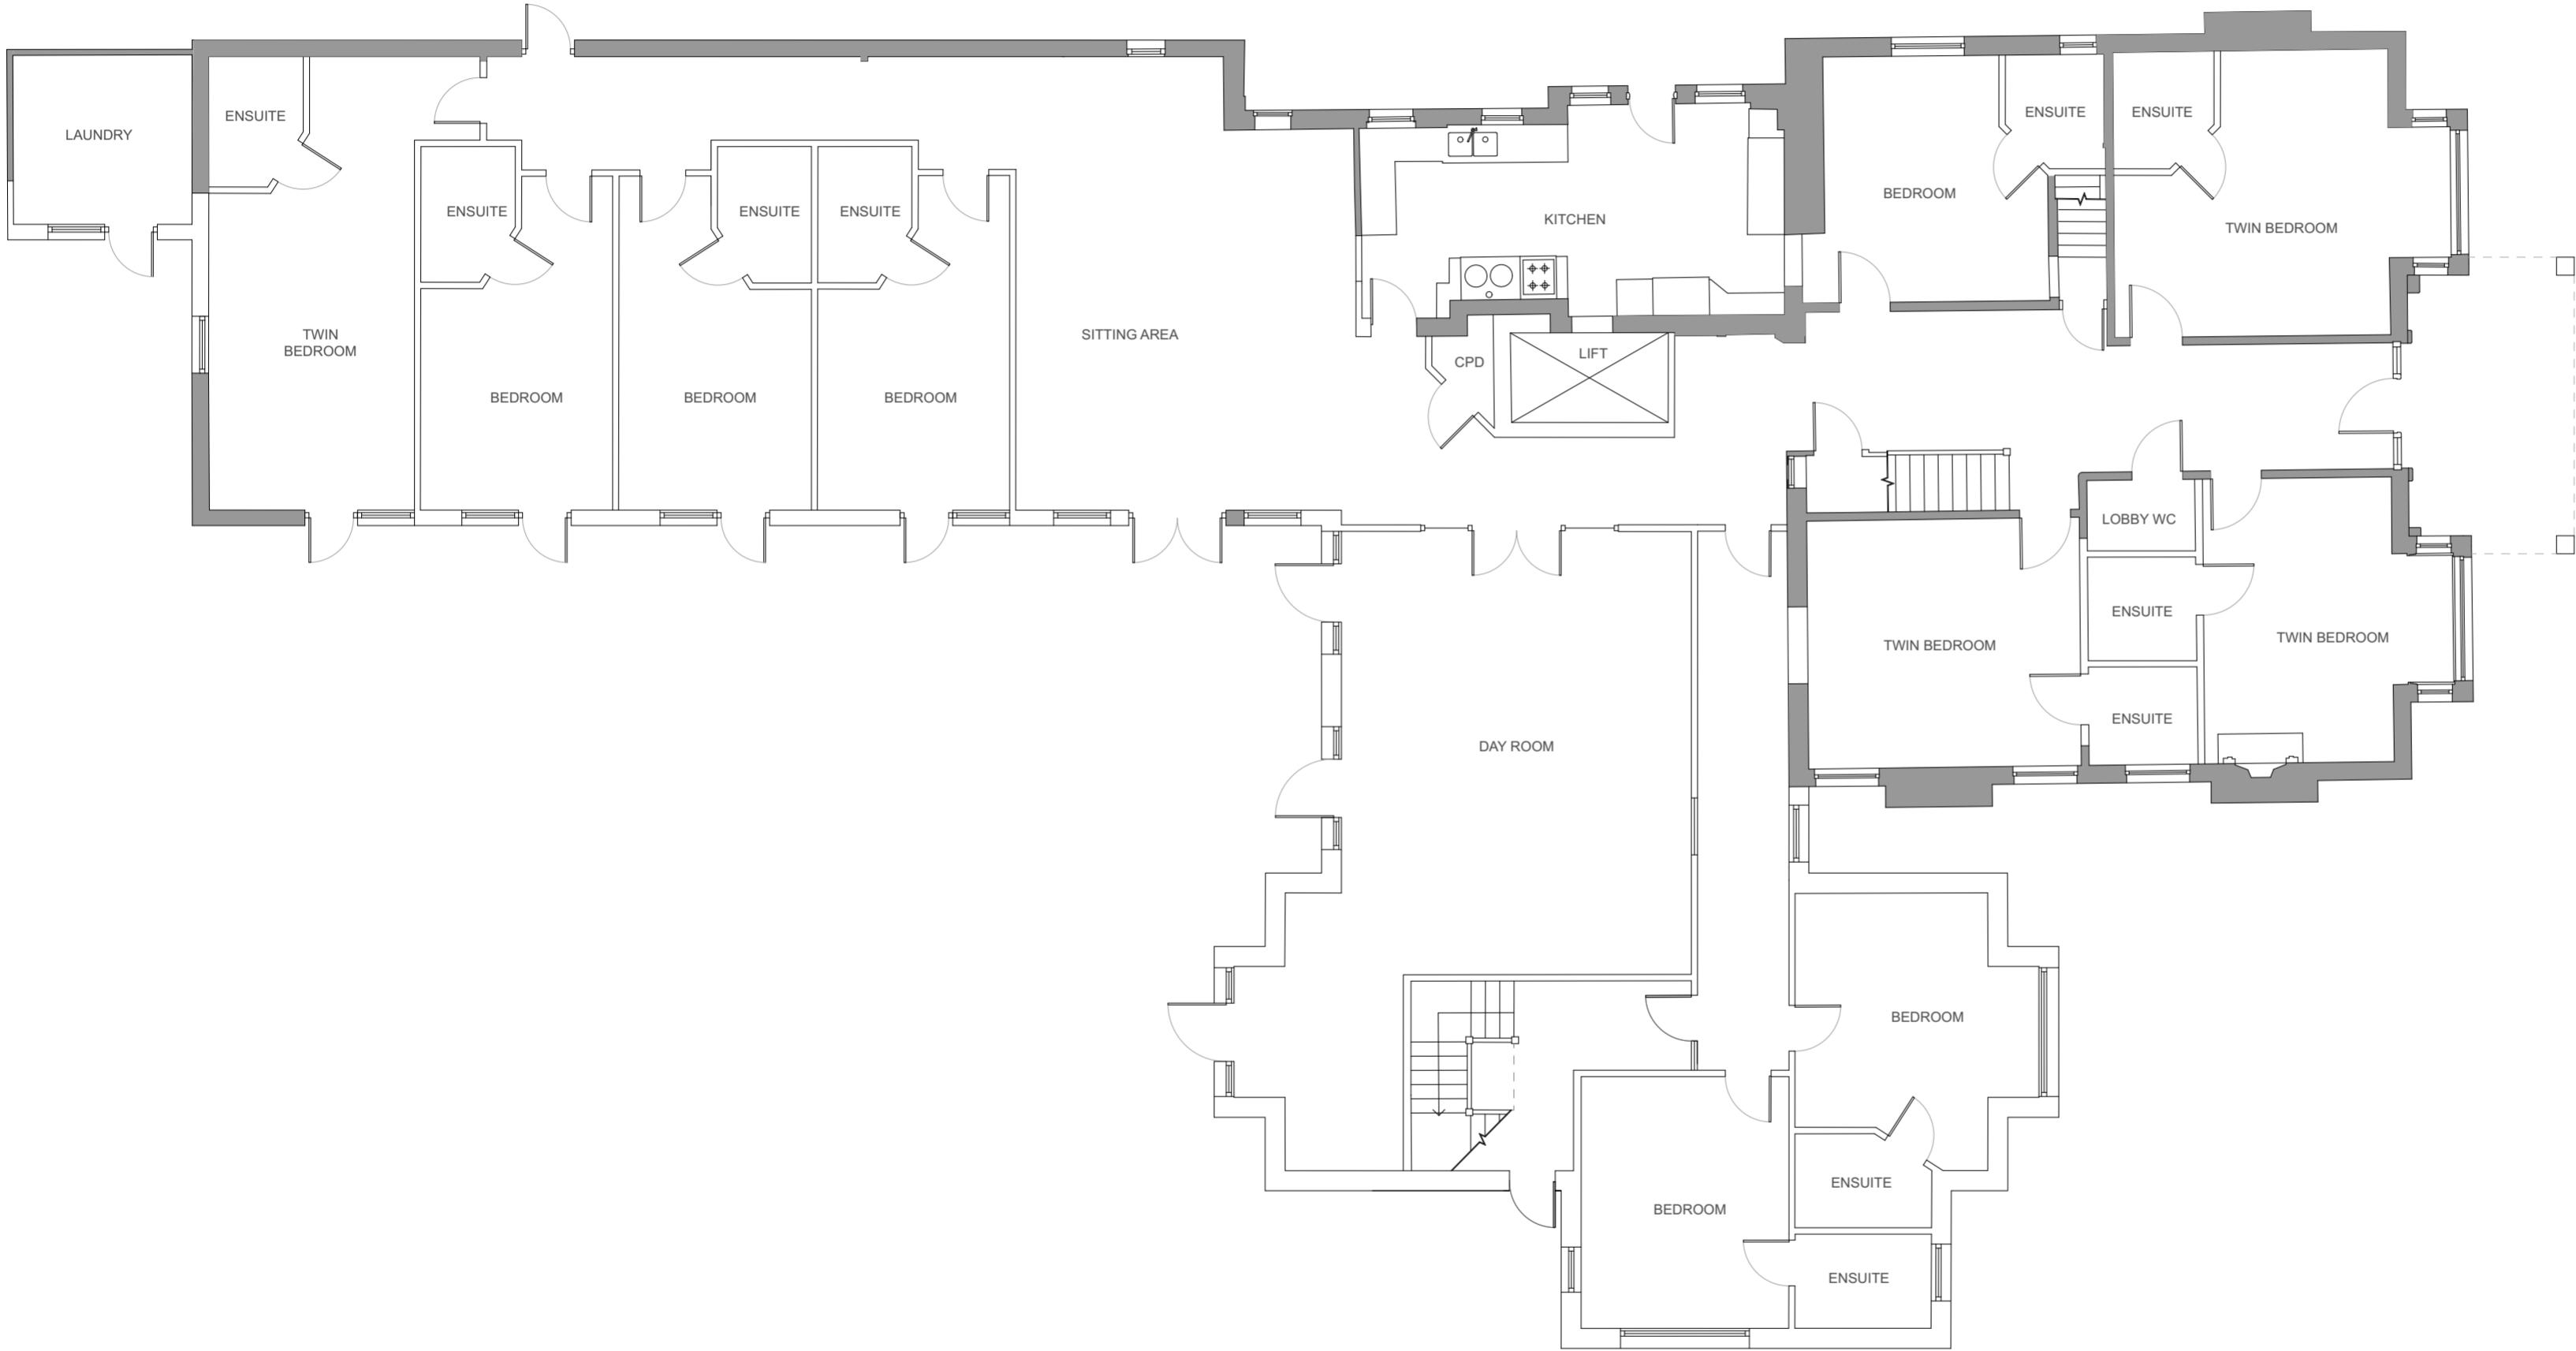 LAUNDRY
ENSUITE
TWIN
BEDROOM
ENSUITE
BEDROOM
ENSUITE
BEDROOM
ENSUITE
BEDROOM
SITTING AREA
KITCHEN
CPD
LIFT
BEDROOM
ENSUITE
ENSUITE
TWIN BEDROOM
LOBBY WC
ENSUITE
TWIN BEDROOM
TWIN BEDROOM
ENSUITE
DAY ROOM
BEDROOM
ENSUITE
BEDROOM
ENSUITE